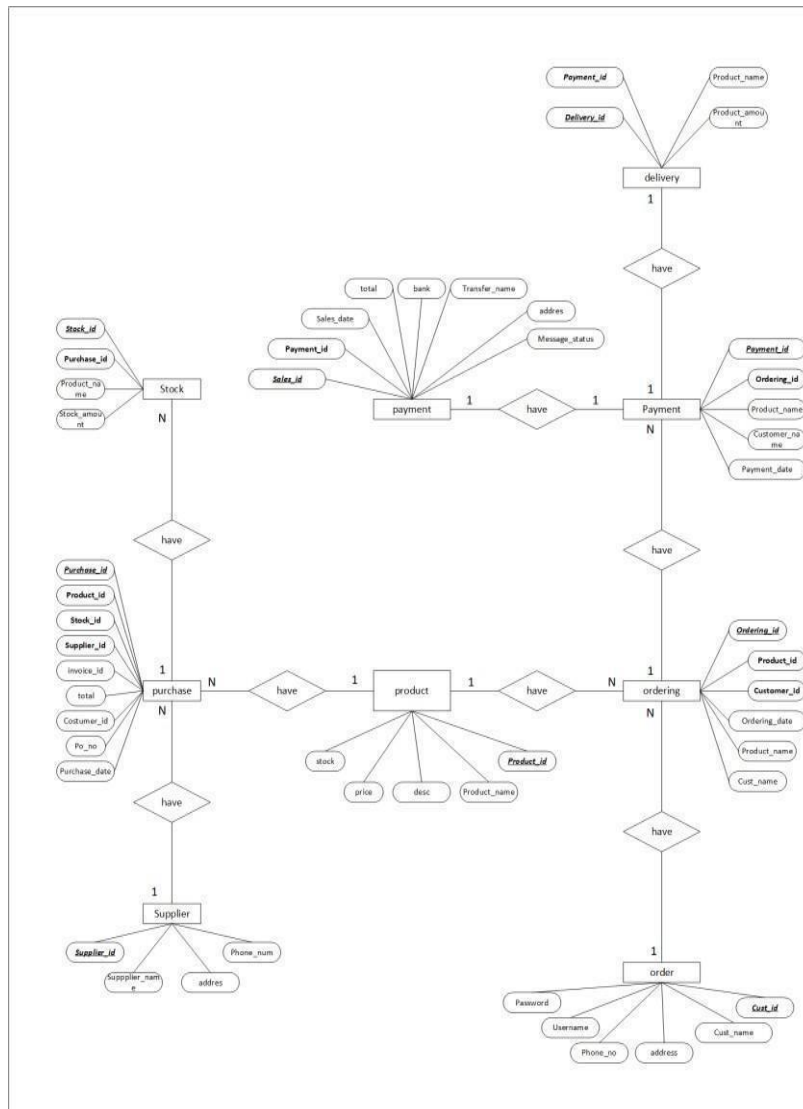 Payment_id
Product_name
Delivery_id
Product_amou
nt
delivery
1
have
total
bank
Transfer_name
Sales_date
addres
Payment_id
Message_status
Sales_id
payment
1
have
1
1
Payment
N
Payment_id
Ordering_id
Product_name
Customer_na
me
Payment_date
Stock_id
Purchase_id
Product_na
me
Stock_amo
unt
Stock
N
have
have
Purchase_id
Product_id
Stock_id
Supplier_id
invoice_id
total
Costumer_id
Po_no
Purchase_date
1
purchase
N
N
have
1
product
1
have
N
1
ordering
N
Ordering_id
Product_id
Customer_id
Ordering_date
Product_name
Cust_name
stock
price
desc
Product_name
Product_id
have
have
1
Supplier
Supplier_id
Suppplier_nam
e
addres
Phone_num
1
order
Password
Username
Phone_no
address
Cust_name
Cust_id